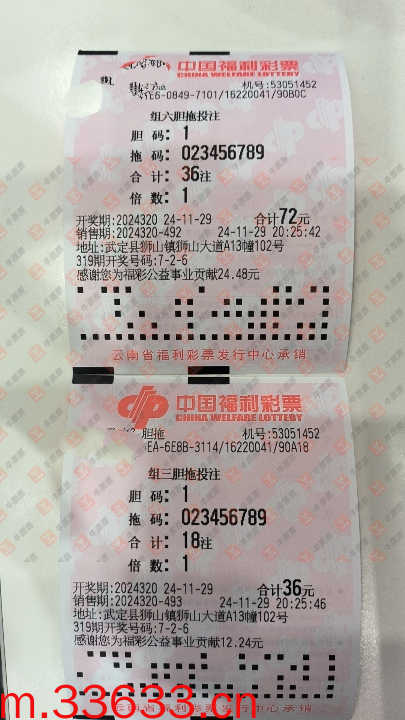 中国福利彩票
CHINA WELFARE LOTTERY
机号:53051452
6-0849-7101/16220041/90B0C
组六胆拖投注
胆 码: 1
拖 码: 023456789
合 计: 36注
倍 数: 1
开奖期:2024320 24-11-29 合计72元
销售期:2024320-492 24-11-29 20:25:42
地址:武定县狮山镇狮山大道A13幢102号
319期开奖号码:7-2-6
感谢您为福彩公益事业贡献24.48元
云南省福利彩票发行中心承销
中国福利彩票
CHINA WELFARE LOTTERY
胆拖 机号:53051452
EA-6E8B-3114/16220041/90A18
组三胆拖投注
胆 码: 1
拖 码: 023456789
合 计: 18注
倍 数: 1
开奖期:2024320 24-11-29 合计36元
销售期:2024320-493 24-11-29 20:25:46
地址:武定县狮山镇狮山大道A13幢102号
319期开奖号码:7-2-6
感谢您为福彩公益事业贡献12.24元
m.33633.cn